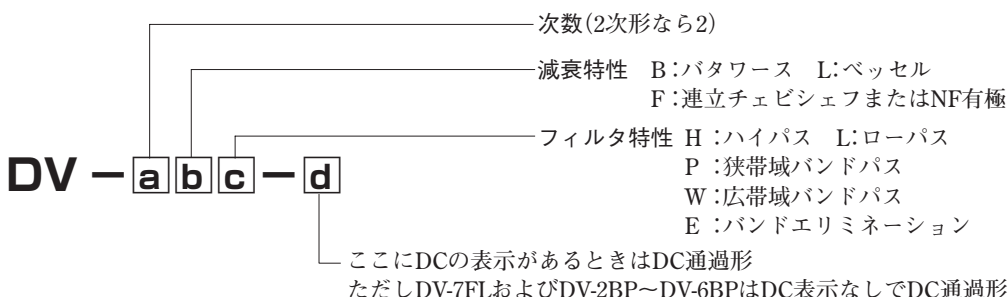 次数(2次形なら2)
減衰特性 B:バタワース L:ベッセル
F:連立チェビシェフまたはNF有極
フィルタ特性 H:ハイパス L:ローパス
P:狭帯域バンドパス
W:広帯域バンドパス
E:バンドエリミネーション
DV－abc－d
ここにDCの表示があるときはDC通過形
ただしDV-7FLおよびDV-2BP〜DV-6BPはDC表示なしでDC通過形